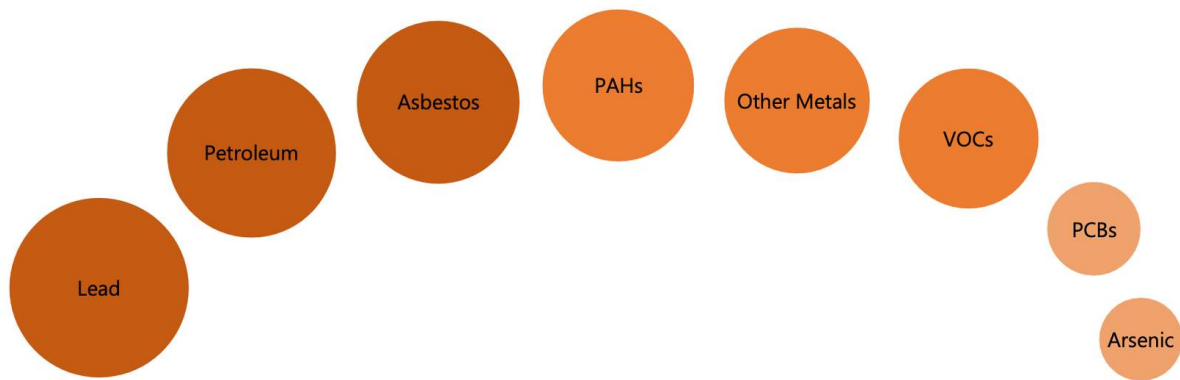 Lead
Petroleum
Asbestos
PAHs
Other Metals
VOCs
PCBs
Arsenic